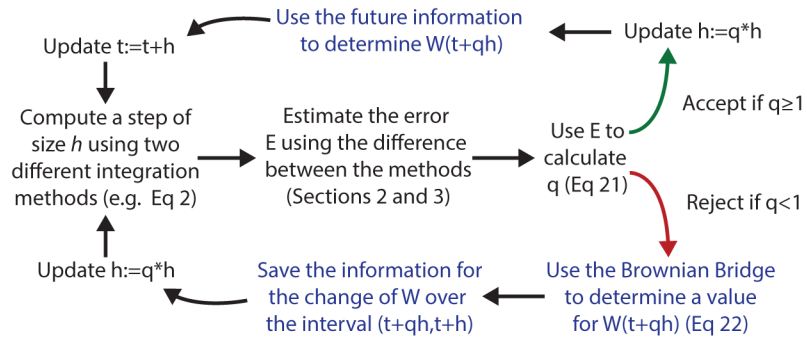 Use the future information
to determine W(t+qh)
Update h:=q*h
Update t:=t+h
Compute a step of
size h using two
different integration
methods (e.g. Eq 2)
Estimate the error
E using the difference
between the methods
(Sections 2 and 3)
Use E to
calculate
q (Eq 21)
Accept if q≥1
Reject if q<1
Update h:=q*h
Save the information for
the change of W over
the interval (t+qh,t+h)
Use the Brownian Bridge
to determine a value
for W(t+qh) (Eq 22)